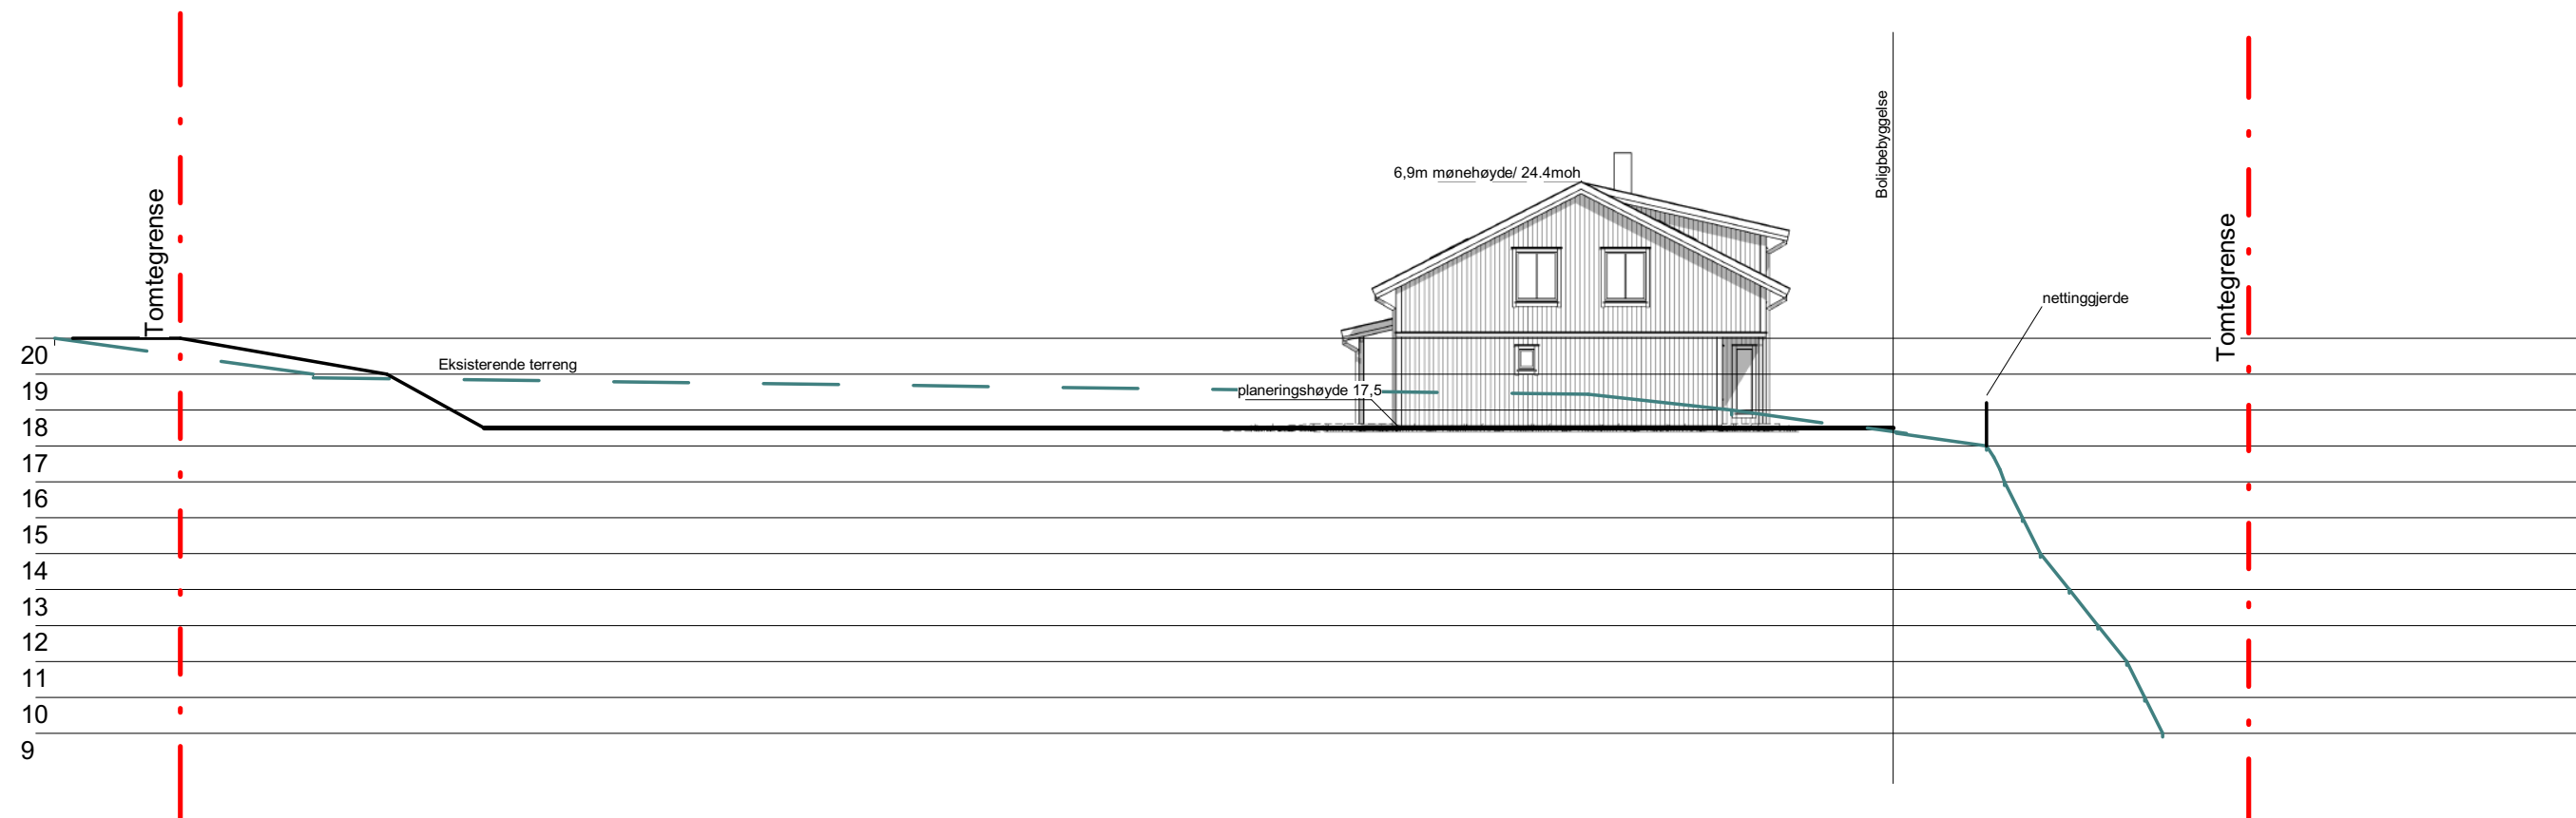 Boligbebyggelse
6,9m mønehøyde/ 24.4moh
Tomtegrense
Tomtegrense
nettinggjerde
Eksisterende terreng
planeringshøyde 17,5
20
19
18
17
16
15
14
13
12
11
10
9